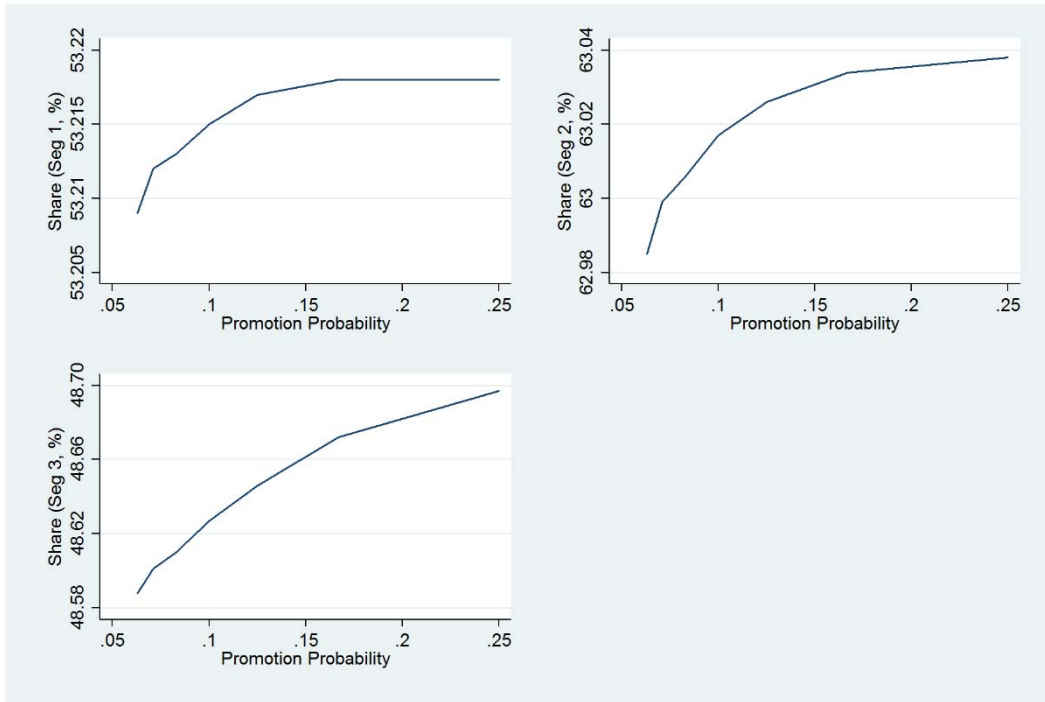 Share (Seg 1, %)
53.22
53.215
53.21
53.205
.05 .1 .15 .2 .25
Promotion Probability
Share (Seg 2, %)
63.04
63.02
63
62.98
.05 .1 .15 .2 .25
Promotion Probability
Share (Seg 3, %)
48.70
48.66
48.62
48.58
.05 .1 .15 .2 .25
Promotion Probability